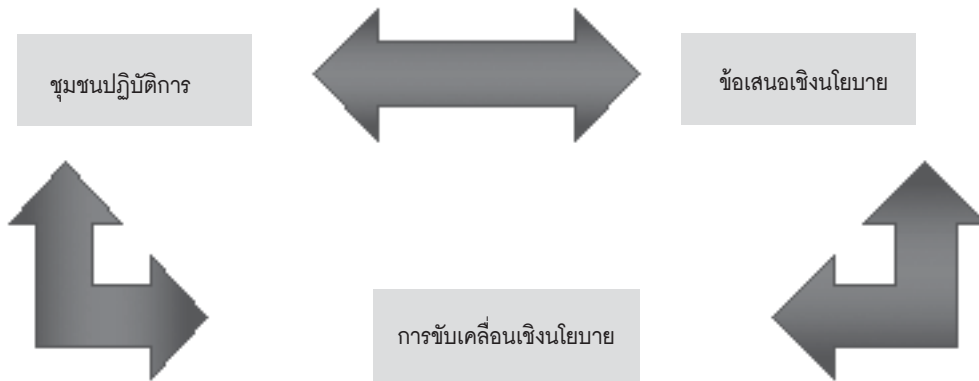 ชุมชนปฏิบัติการ
ข้อเสนอเชิงนโยบาย
การขับเคลื่อนเชิงนโยบาย